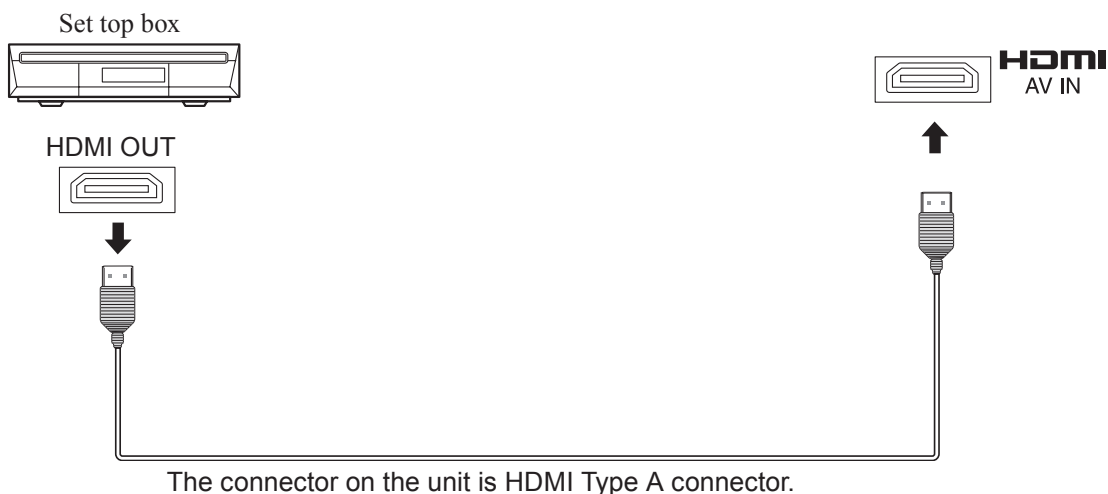 Set top box
HDMI
AV IN
HDMI OUT
The connector on the unit is HDMI Type A connector.